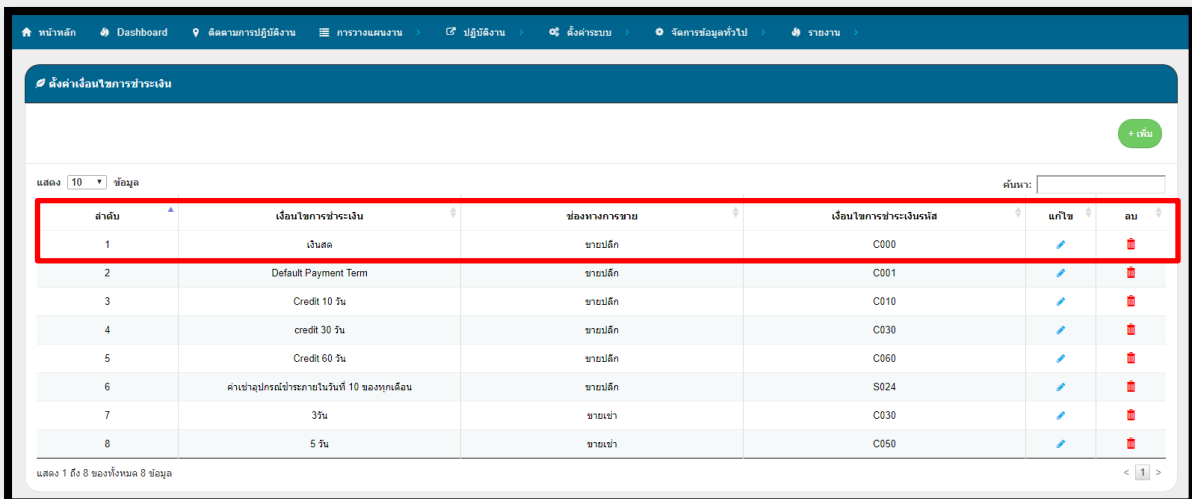 หน้าหลัก Dashboard ติดตามการปฏิบัติงาน การวางแผนงาน ปฏิบัติงาน ตั้งค่าระบบ จัดการข้อมูลทั่วไป รายงาน
ตั้งค่าเงื่อนไขการชำระเงิน
+ เพิ่ม
แสดง 10 ข้อมูล ค้นหา:
ลำดับ เงื่อนไขการชำระเงิน ช่องทางการขาย เงื่อนไขการชำระเงินรหัส แก้ไข ลบ
1 เงินสด ขายปลีก C000
2 Default Payment Term ขายปลีก C001
3 Credit 10 วัน ขายปลีก C010
4 credit 30 วัน ขายปลีก C030
5 Credit 60 วัน ขายปลีก C060
6 ค่าเช่าอุปกรณ์ชำระภายในวันที่ 10 ของทุกเดือน ขายปลีก S024
7 3วัน ขายเช่า C030
8 5 วัน ขายเช่า C050
แสดง 1 ถึง 8 ของทั้งหมด 8 ข้อมูล < 1 >